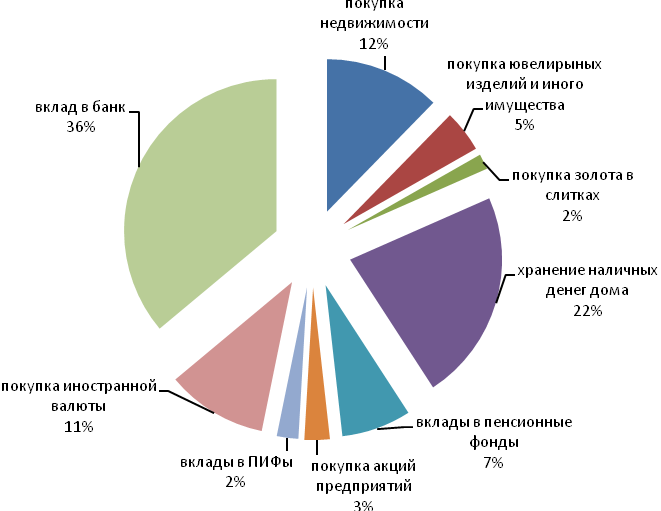 покупка
недвижимости
12%
покупка ювелирыных
изделий и иного
имущества
5%
покупка золота в
слитках
2%
хранение наличных
денег дома
22%
вклады в пенсионные
фонды
7%
покупка акций
предприятий
3%
вклады в ПИФы
2%
покупка иностранной
валюты
11%
вклад в банк
36%